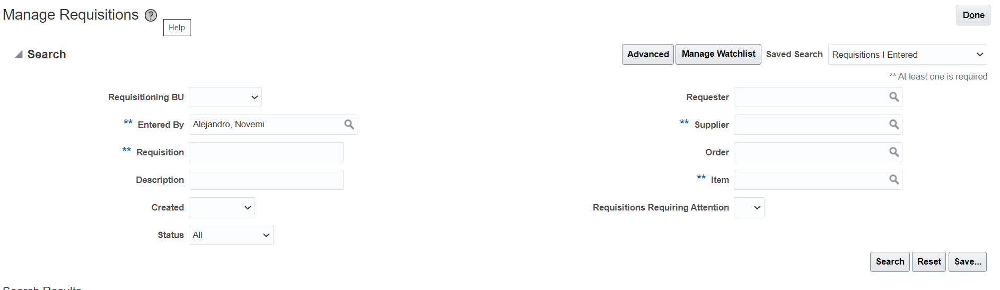 Manage Requisitions ?
Help
Done
Search
Advanced Manage Watchlist Saved Search Requisitions I Entered
** At least one is required
Requisitioning BU
** Entered By Alejandro, Novemi
** Requisition
Description
Created
Status All
Requester
** Supplier
Order
** Item
Requisitions Requiring Attention
Search Reset Save...
Search Results